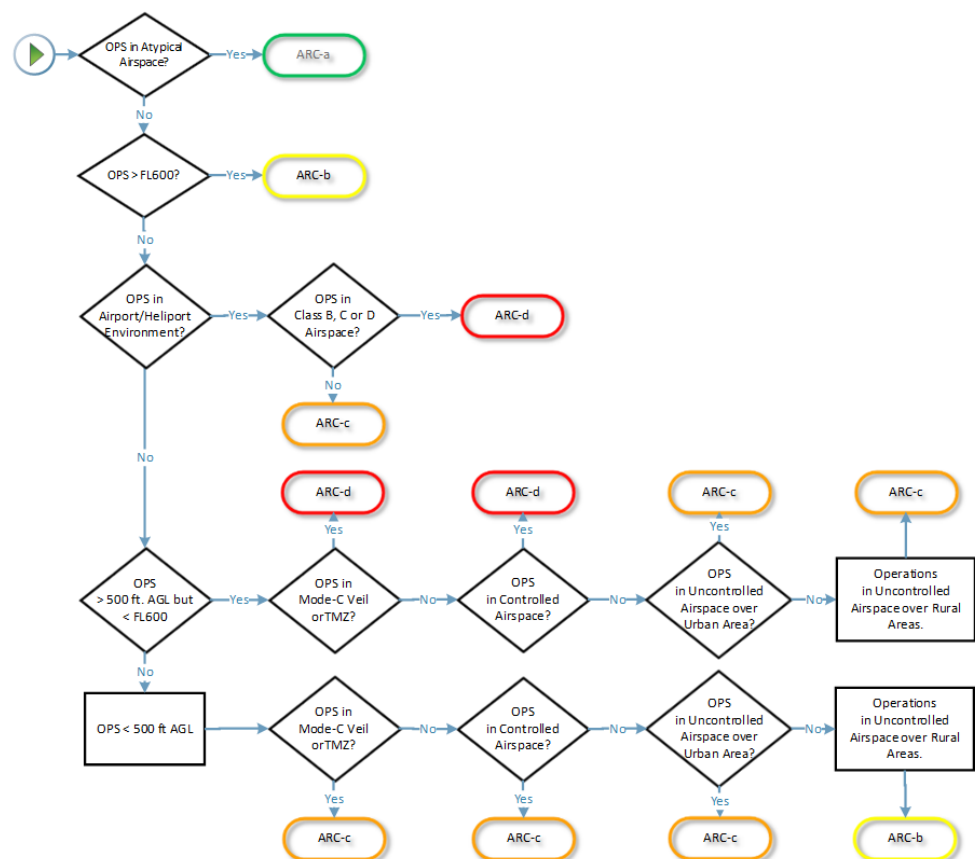 OPS in Atypical
Airspace?
Yes
ARC-a
No
OPS > FL600?
Yes
ARC-b
No
OPS in
Airport/Heliport
Environment?
Yes
OPS in
Class B, C or D
Airspace?
Yes
ARC-d
No
ARC-c
No
ARC-d
ARC-d
ARC-c
ARC-c
Yes
Yes
Yes
OPS
> 500 ft. AGL but
< FL600
Yes
OPS in
Mode-C Veil
orTMZ?
No
OPS
in Controlled
Airspace?
No
OPS
in Uncontrolled
Airspace over
Urban Area?
No
Operations
in Uncontrolled
Airspace over Rural
Areas.
No
OPS < 500 ft AGL
OPS in
Mode-C Veil
orTMZ?
No
OPS
in Controlled
Airspace?
No
OPS
in Uncontrolled
Airspace over
Urban Area?
No
Operations
in Uncontrolled
Airspace over Rural
Areas.
Yes
Yes
Yes
ARC-c
ARC-c
ARC-c
ARC-b